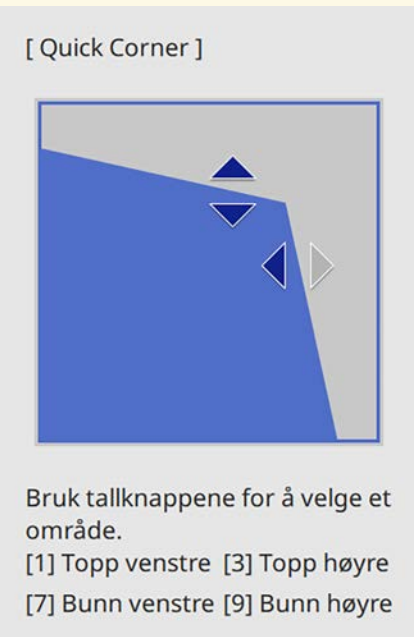 [ Quick Corner ]
Bruk tallknappene for å velge et
område.
[1] Topp venstre [3] Topp høyre
[7] Bunn venstre [9] Bunn høyre